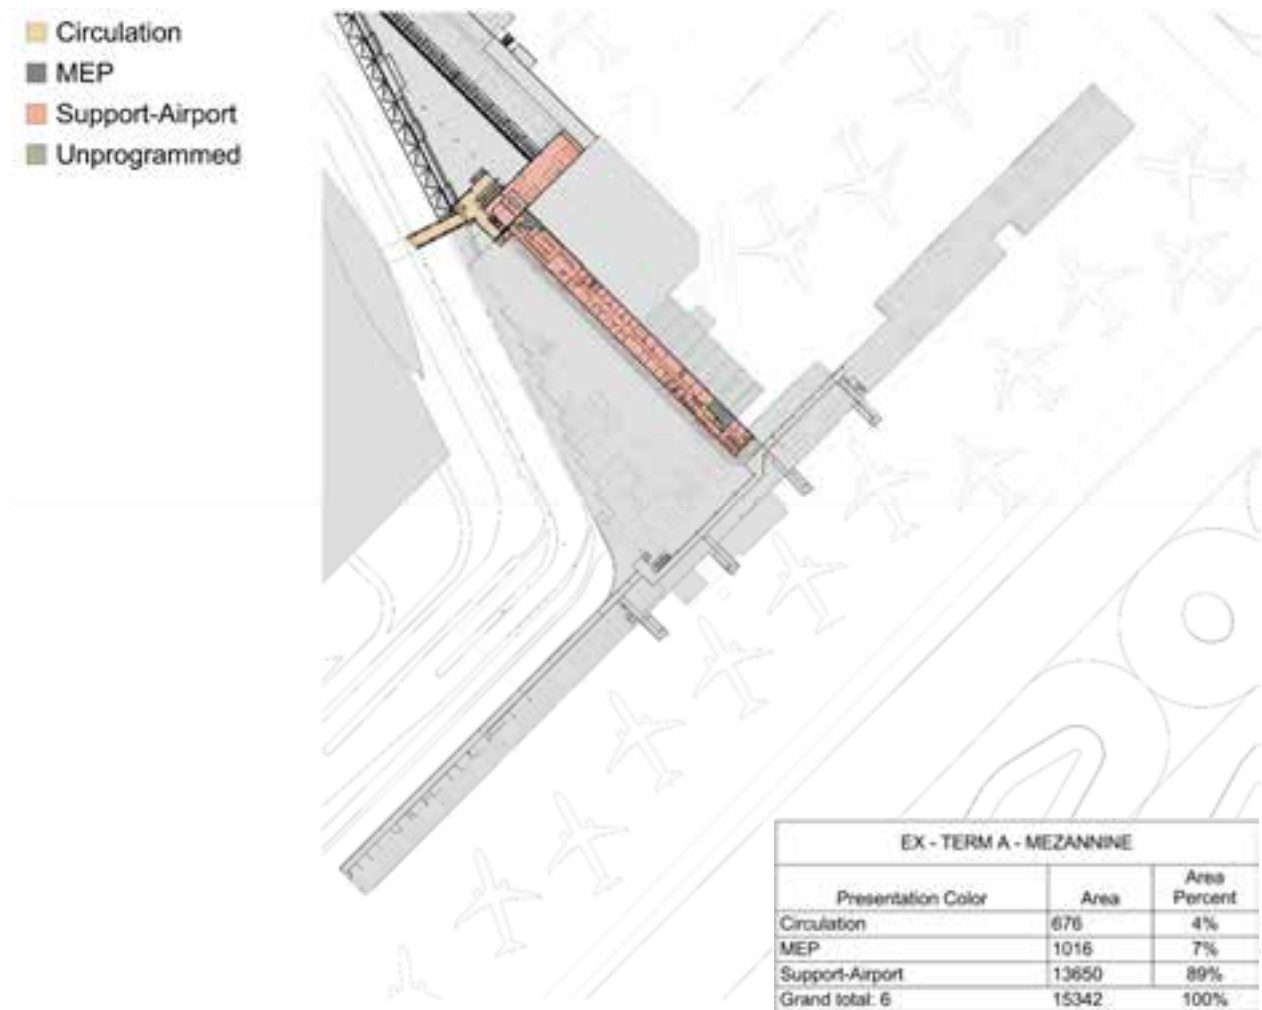 Circulation
MEP
Support-Airport
Unprogrammed
EX - TERM A - MEZANNINE
Presentation Color Area Area Percent
Circulation 676 4%
MEP 1016 7%
Support-Airport 13650 89%
Grand total: 6 15342 100%